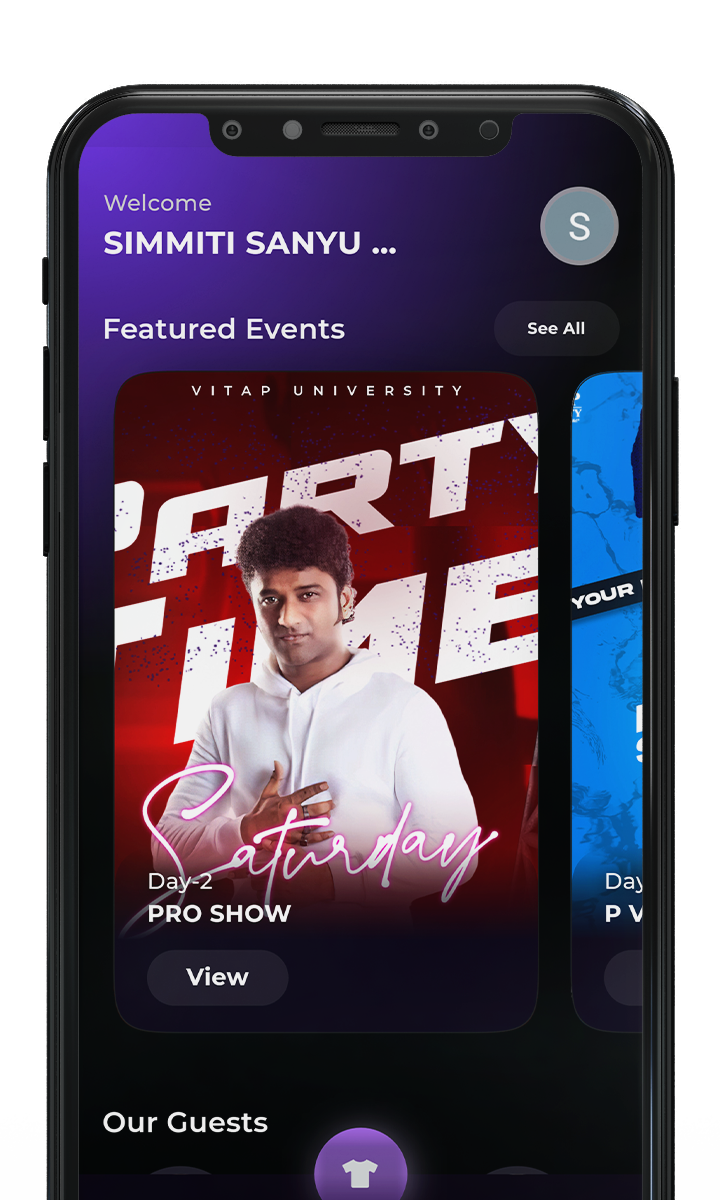 Welcome
SIMMITI SANYU ...
S
Featured Events
See All
VITAP UNIVERSITY
PARTY
TIME
Saturday
Day-2
PRO SHOW
View
YOUR
Day
P V
Our Guests